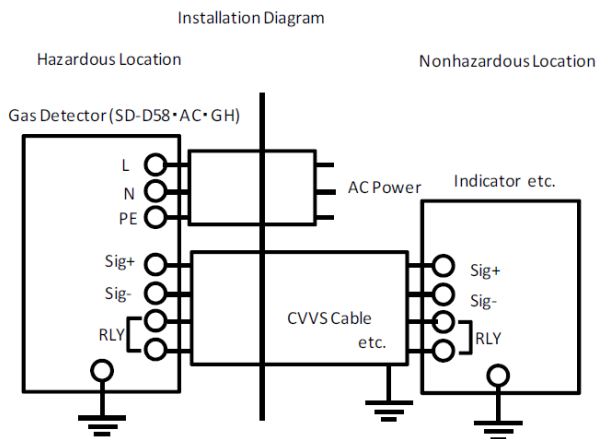 Installation Diagram
Hazardous Location
Nonhazardous Location
Gas Detector (SD-D58・AC・GH)
L
N
PE
AC Power
Indicator etc.
Sig+
Sig-
RLY
CVVS Cable
etc.
Sig+
Sig-
RLY